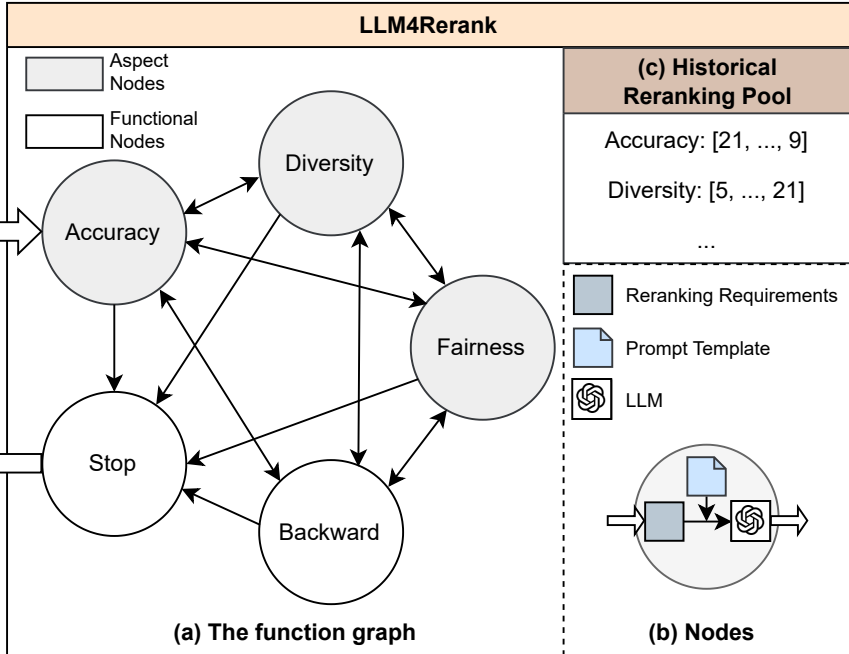 LLM4Rerank
Aspect
Nodes
Functional
Nodes
Diversity
Accuracy
Fairness
Stop
Backward
(a) The function graph
(c) Historical
Reranking Pool
Accuracy: [21, ..., 9]
Diversity: [5, ..., 21]
...
Reranking Requirements
Prompt Template
LLM
(b) Nodes